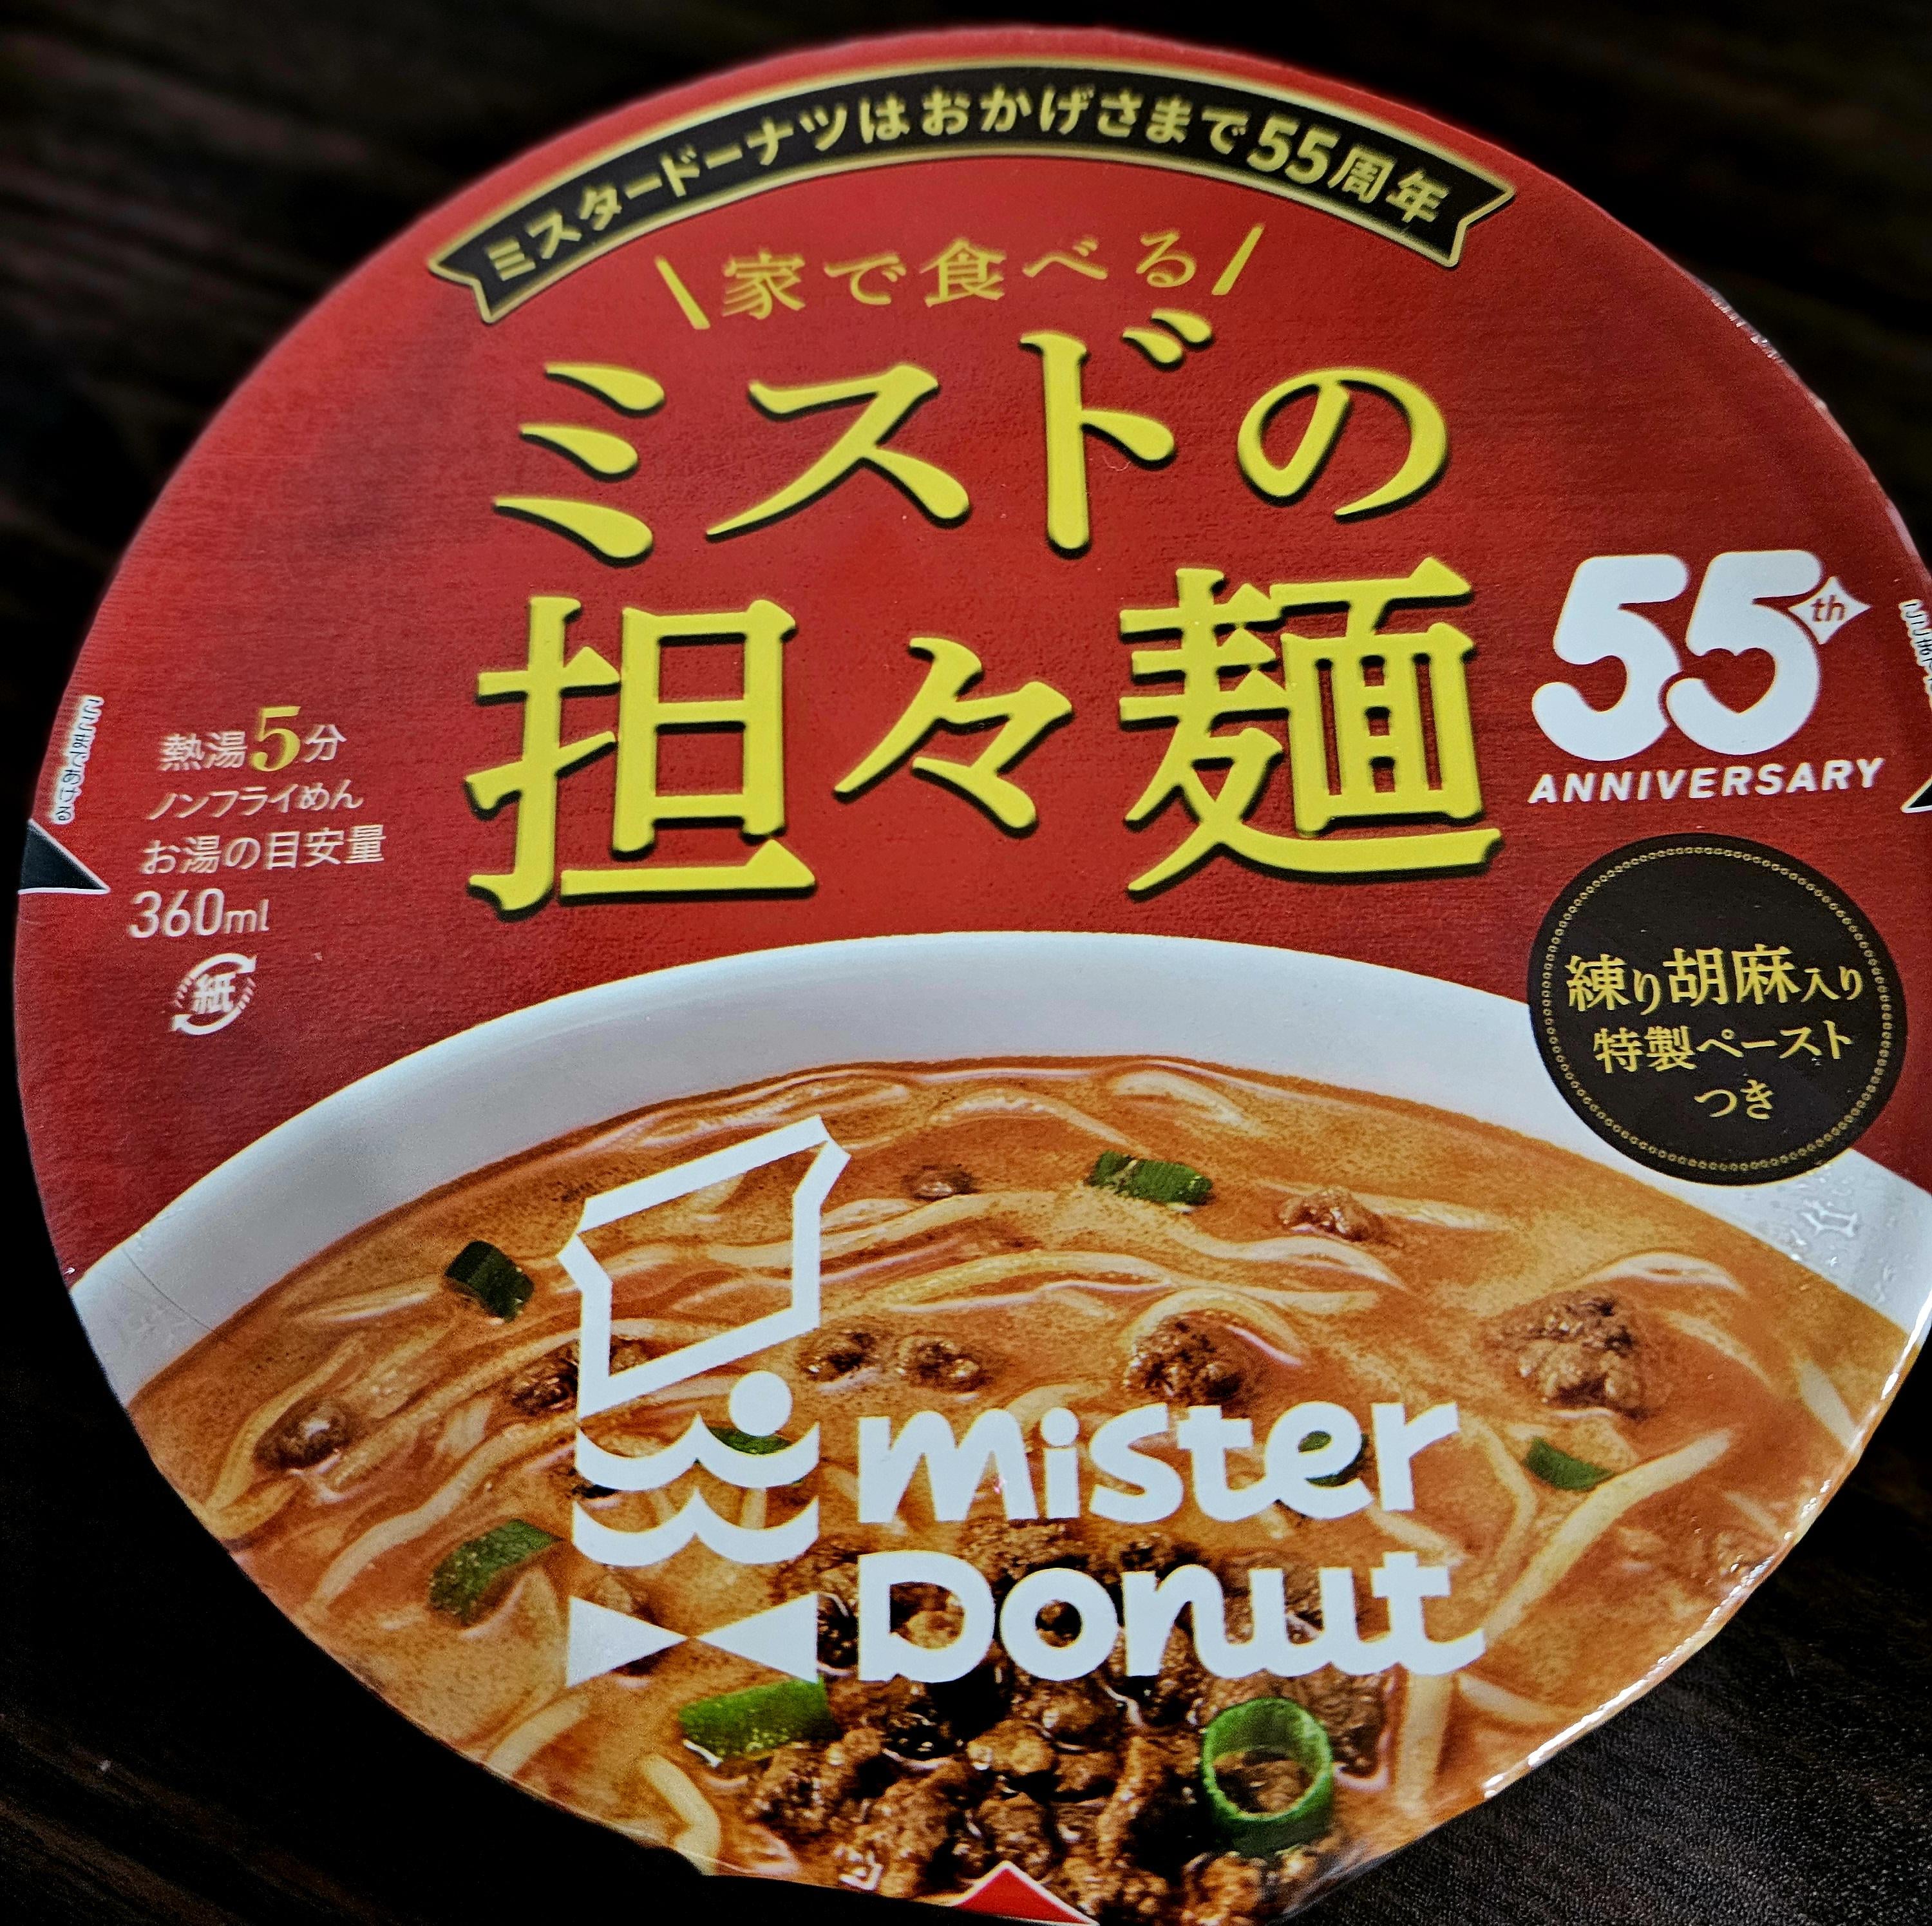 ミスタードーナツはおかげさまで55周年
家で食べる
ミスドの
担々麺
55th
ANNIVERSARY
熱湯5分
ノンフライめん
お湯の目安量
360ml
紙
練り胡麻入り
特製ペースト
つき
mister
Donut